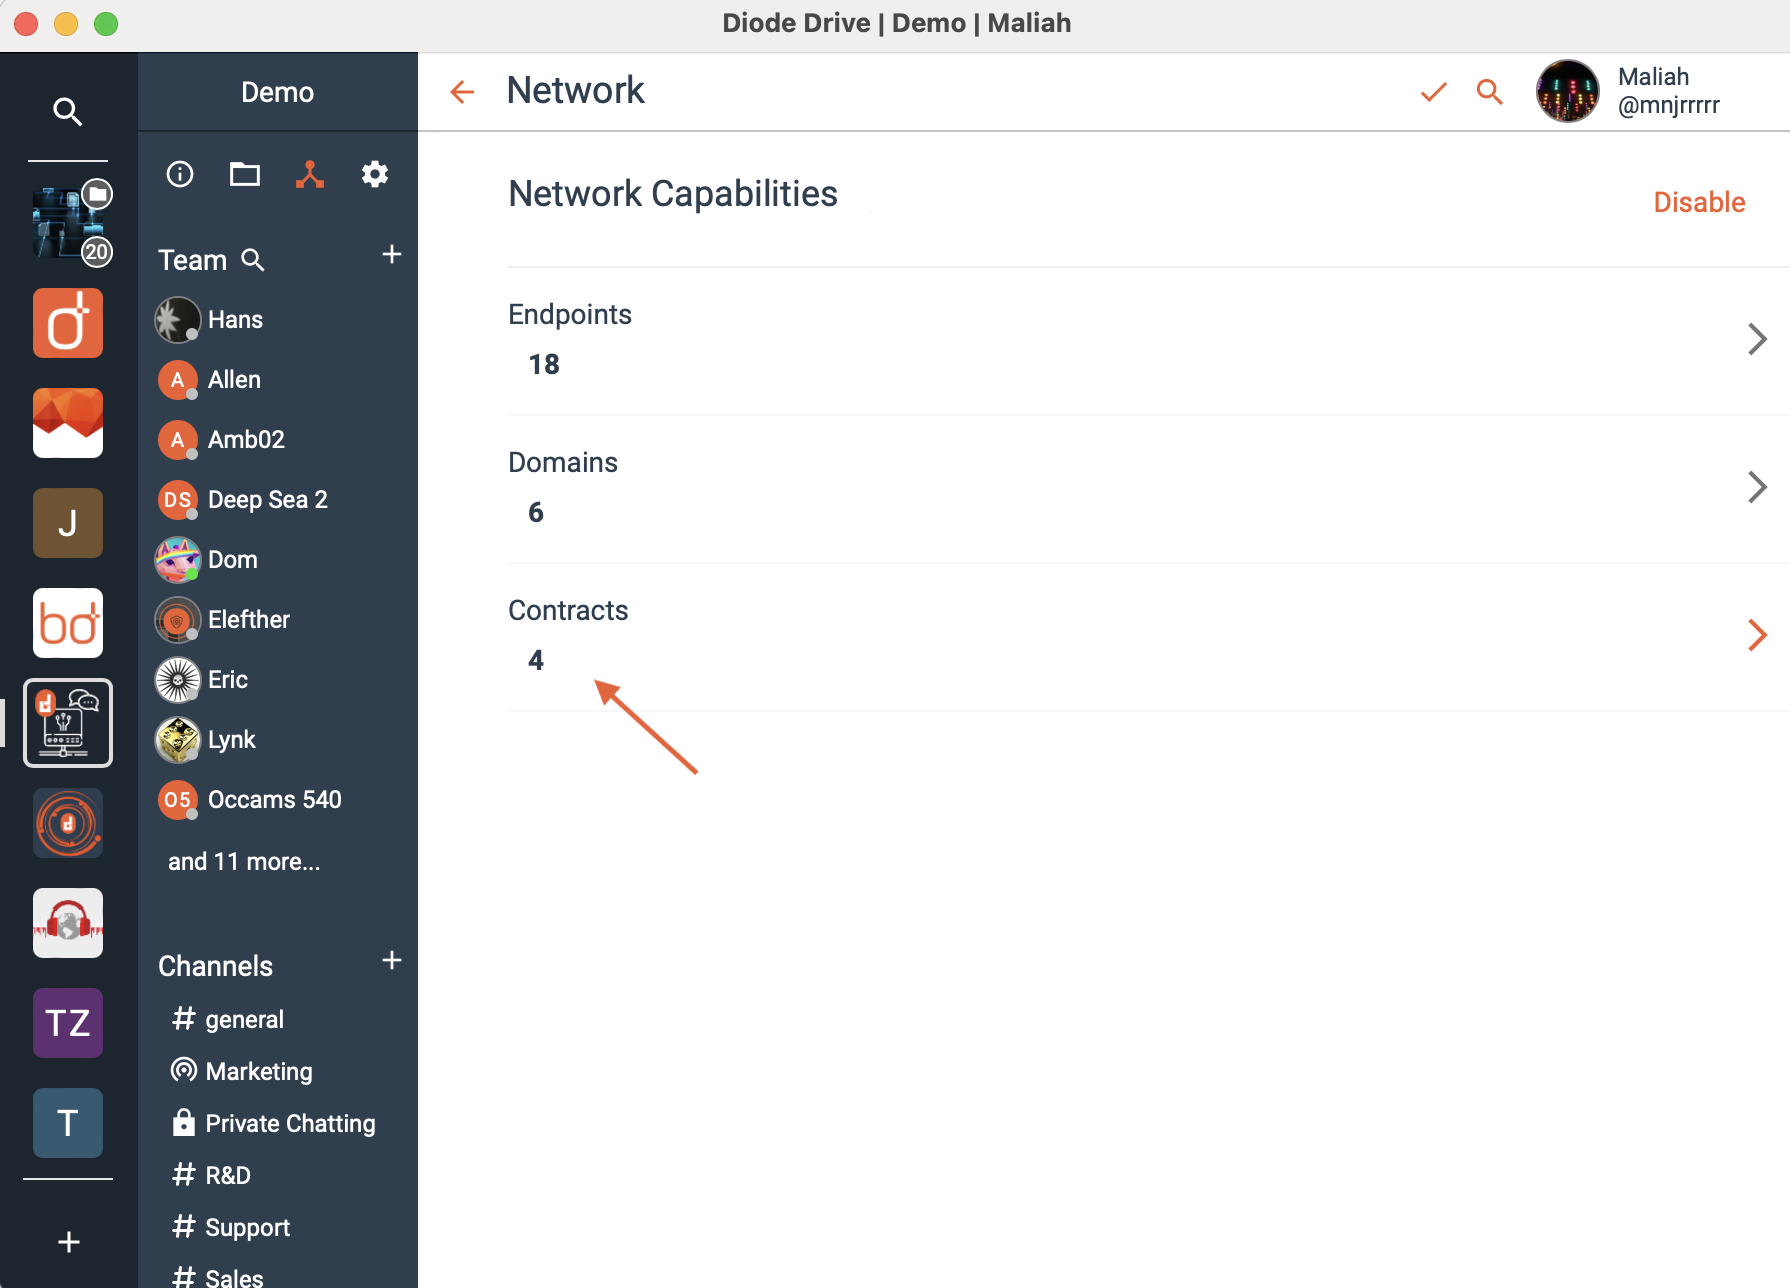 Diode Drive | Demo | Maliah
Demo
Network
Maliah
@mnjrrrrr
Network Capabilities
Disable
Endpoints
18
Domains
6
Contracts
4
20
J
bd
TZ
T
Team
Hans
A Allen
A Amb02
DS Deep Sea 2
Dom
Elefther
Eric
Lynk
O5 Occams 540
and 11 more...
Channels
# general
Marketing
Private Chatting
# R&D
# Support
# Sales